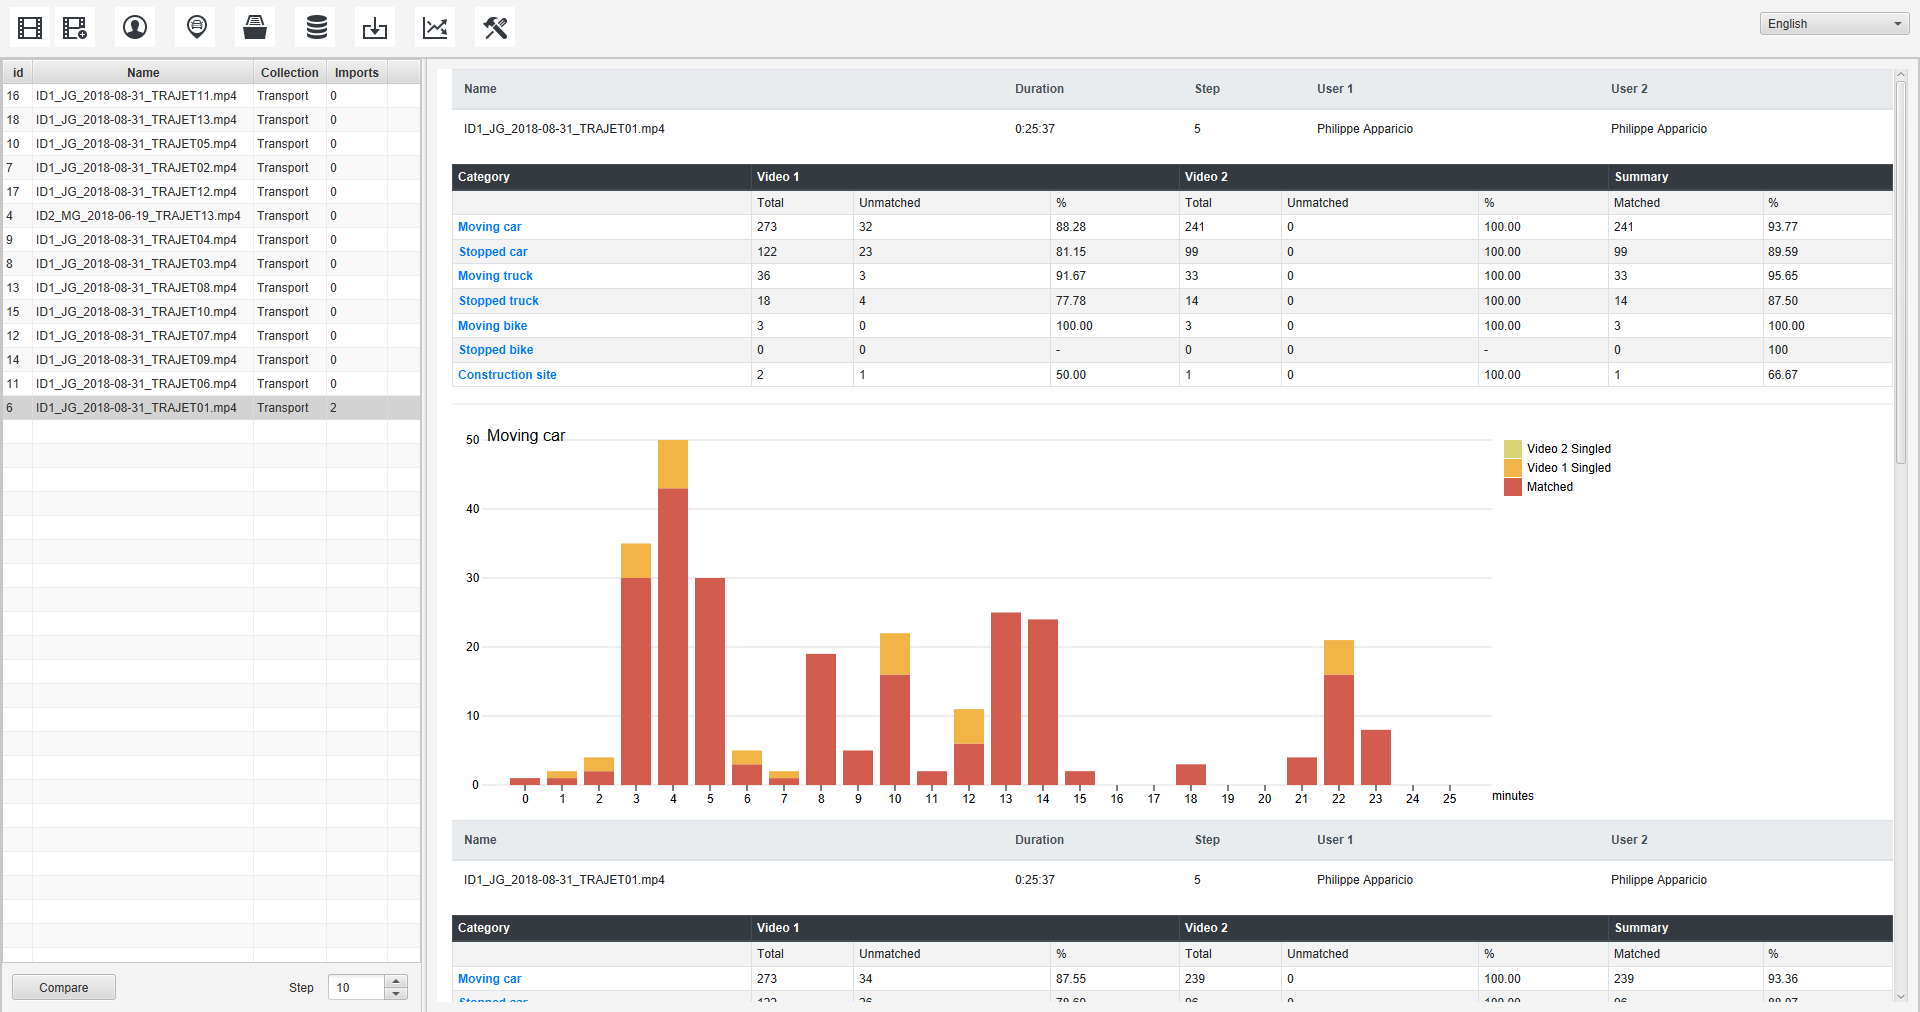 English
id Name Collection Imports
16 ID1_JG_2018-08-31_TRAJET11.mp4 Transport 0
18 ID1_JG_2018-08-31_TRAJET13.mp4 Transport 0
10 ID1_JG_2018-08-31_TRAJET05.mp4 Transport 0
7 ID1_JG_2018-08-31_TRAJET02.mp4 Transport 0
17 ID1_JG_2018-08-31_TRAJET12.mp4 Transport 0
4 ID2_MG_2018-06-19_TRAJET13.mp4 Transport 0
9 ID1_JG_2018-08-31_TRAJET04.mp4 Transport 0
8 ID1_JG_2018-08-31_TRAJET03.mp4 Transport 0
13 ID1_JG_2018-08-31_TRAJET08.mp4 Transport 0
15 ID1_JG_2018-08-31_TRAJET10.mp4 Transport 0
12 ID1_JG_2018-08-31_TRAJET07.mp4 Transport 0
14 ID1_JG_2018-08-31_TRAJET09.mp4 Transport 0
11 ID1_JG_2018-08-31_TRAJET06.mp4 Transport 0
6 ID1_JG_2018-08-31_TRAJET01.mp4 Transport 2
Compare Step 10
Name Duration Step User 1 User 2
ID1_JG_2018-08-31_TRAJET01.mp4 0:25:37 5 Philippe Apparicio Philippe Apparicio
Category Video 1 Video 2 Summary
Total Unmatched % Total Unmatched % Matched %
Moving car 273 32 88.28 241 0 100.00 241 93.77
Stopped car 122 23 81.15 99 0 100.00 99 89.59
Moving truck 36 3 91.67 33 0 100.00 33 95.65
Stopped truck 18 4 77.78 14 0 100.00 14 87.50
Moving bike 3 0 100.00 3 0 100.00 3 100.00
Stopped bike 0 0 - 0 0 - 0 100
Construction site 2 1 50.00 1 0 100.00 1 66.67
Moving car
50
40
30
20
10
0
0 1 2 3 4 5 6 7 8 9 10 11 12 13 14 15 16 17 18 19 20 21 22 23 24 25 minutes
Video 2 Singled
Video 1 Singled
Matched
Name Duration Step User 1 User 2
ID1_JG_2018-08-31_TRAJET01.mp4 0:25:37 5 Philippe Apparicio Philippe Apparicio
Category Video 1 Video 2 Summary
Total Unmatched % Total Unmatched % Matched %
Moving car 273 34 87.55 239 0 100.00 239 93.36
Stopped car 122 26 78.69 96 0 100.00 96 88.07